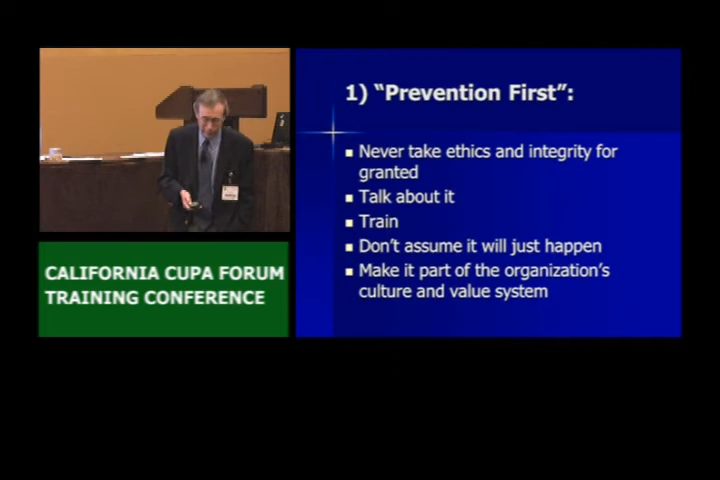 1) “Prevention First”:
Never take ethics and integrity for
granted
Talk about it
Train
Don’t assume it will just happen
Make it part of the organization’s
culture and value system
CALIFORNIA CUPA FORUM
TRAINING CONFERENCE